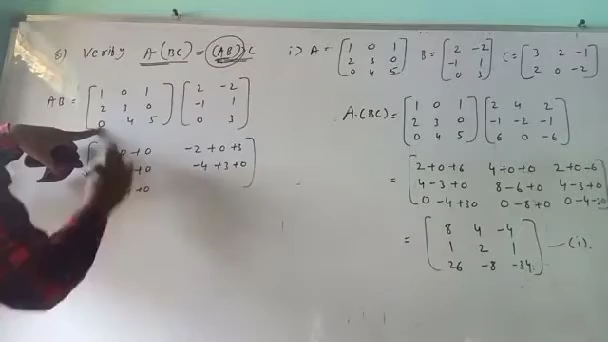 6) Verify A·(BC) = (AB)·C i) A = [1 0 1 2 3 0 0 4 5] B = [2 -2 -1 1 0 3] C = [3 2 -1 2 0 -2]
AB = [1 0 1 2 3 0 0 4 5] [2 -2 -1 1 0 3]
0+0 -2+0+3
+0 -4+3+0
+0
A·(BC) = [1 0 1 2 3 0 0 4 5] [2 4 2 -1 -2 -1 6 0 -6]
= [2+0+6 4+0+0 2+0-6 4-3+0 8-6+0 4-3+0 0-4+30 0-8+0 0-4-30]
= [8 4 -4 1 2 1 26 -8 -34] —(i).